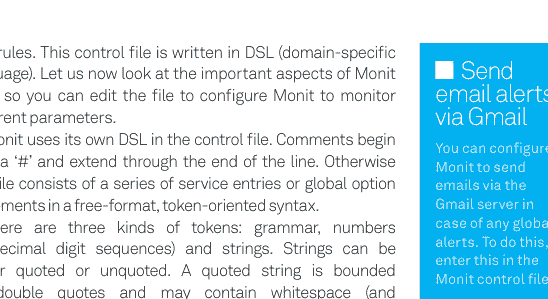 rules. This control file is written in DSL (domain-specific
uage). Let us now look at the important aspects of Monit
so you can edit the file to configure Monit to monitor
rent parameters.
onit uses its own DSL in the control file. Comments begin
a ‘#’ and extend through the end of the line. Otherwise
ile consists of a series of service entries or global option
ements in a free-format, token-oriented syntax.
ere are three kinds of tokens: grammar, numbers
ecimal digit sequences) and strings. Strings can be
r quoted or unquoted. A quoted string is bounded
double quotes and may contain whitespace (and
Send
email alerts
via Gmail
You can configure
Monit to send
emails via the
Gmail server in
case of any globa
alerts. To do this,
enter this in the
Monit control file